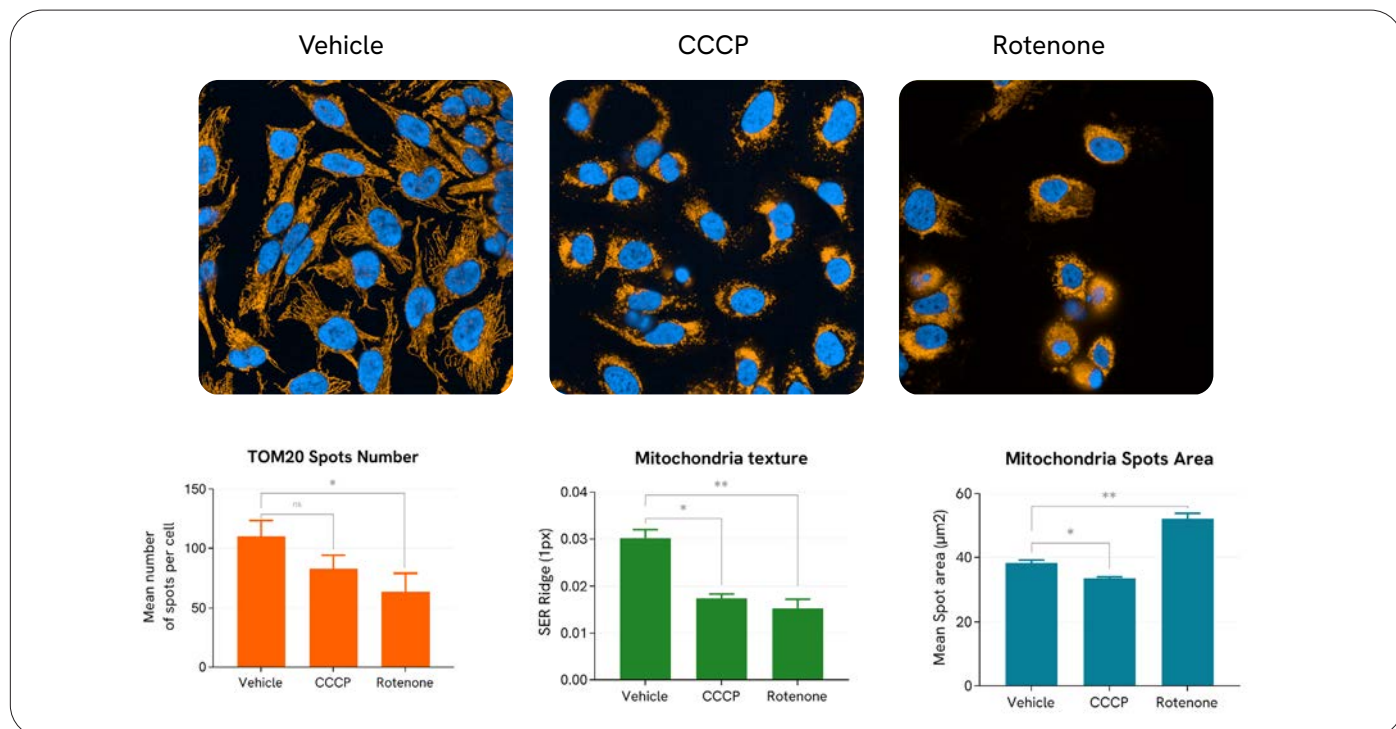 Vehicle
CCCP
Rotenone
TOM20 Spots Number
Mean number
of spots per cell
150
100
50
0
*
ns
Vehicle
CCCP
Rotenone
Mitochondria texture
SER Ridge (1px)
0.04
0.03
0.02
0.01
0.00
**
*
Vehicle
CCCP
Rotenone
Mitochondria Spots Area
Mean Spot area (µm2)
60
40
20
0
**
*
Vehicle
CCCP
Rotenone